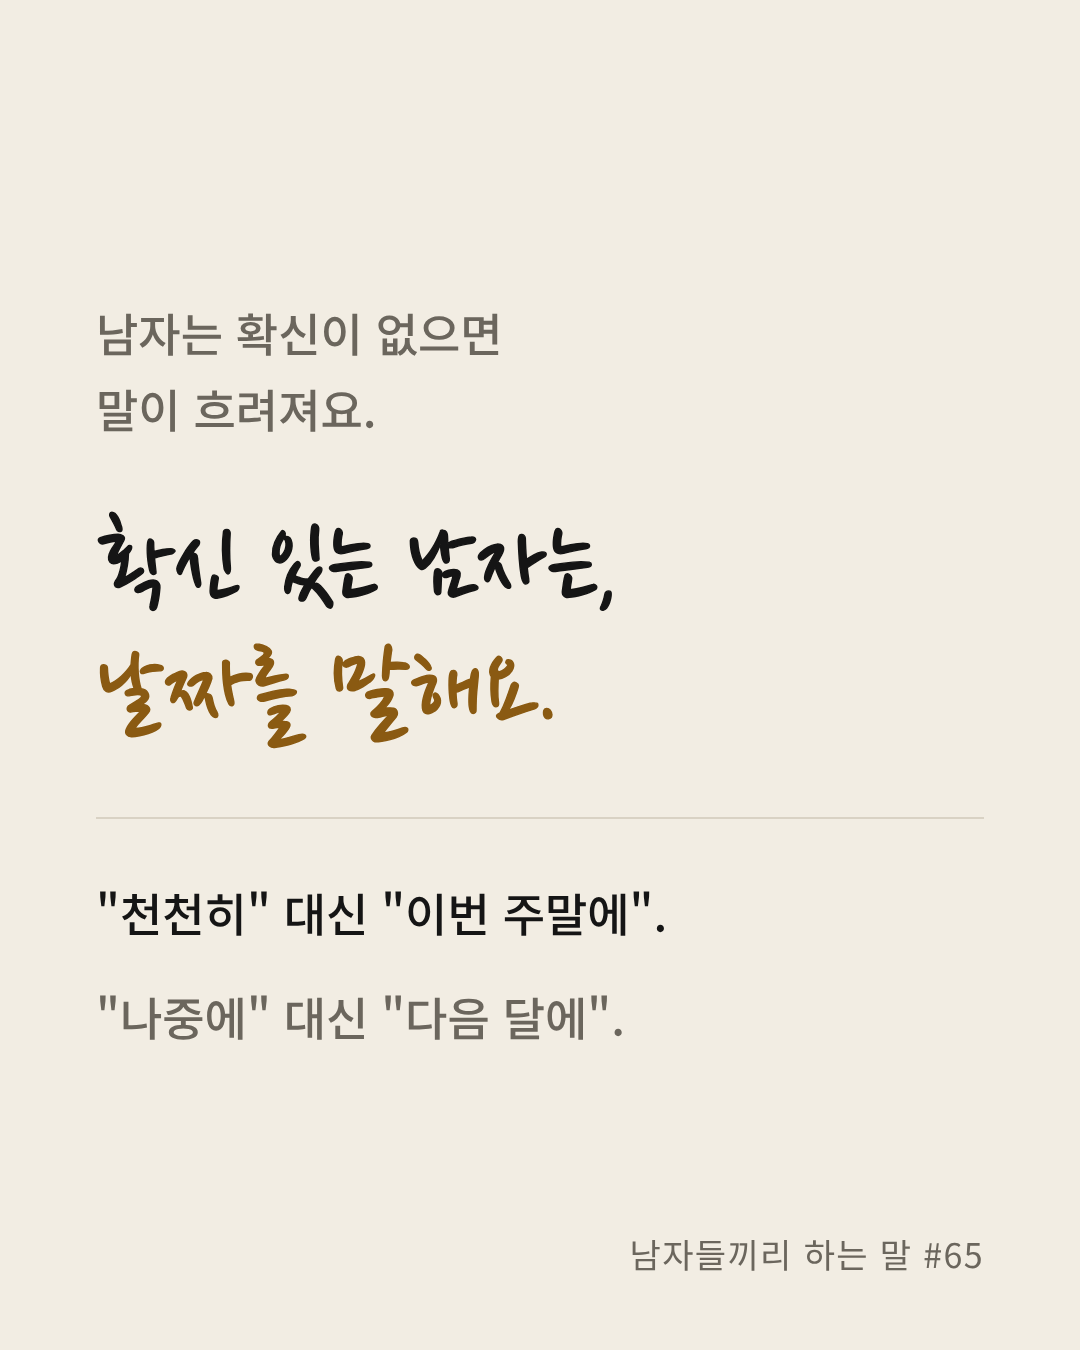 남자는 확신이 없으면
말이 흐려져요.
확신 있는 남자는,
날짜를 말해요.
"천천히" 대신 "이번 주말에".
"나중에" 대신 "다음 달에".
남자들끼리 하는 말 #65